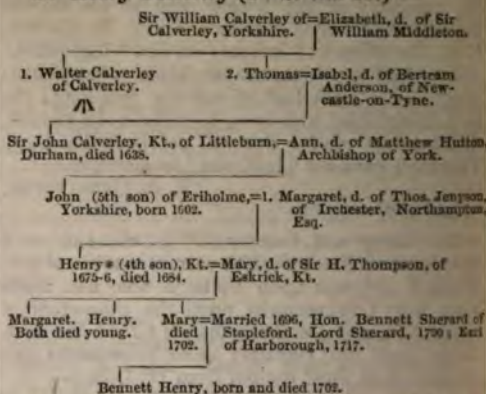 Sir William Calverley of=Elizabeth, d. of Sir
Calverley, Yorkshire. William Middleton.
1. Walter Calverley 2. Thomas=Isabel, d. of Bertram
of Calverley. Anderson, of New-
castle-on-Tyne.
Sir John Calverley, Kt., of Littleburn,=Ann, d. of Matthew Hutton,
Durham, died 1638. Archbishop of York.
John (5th son) of Eriholme,=1. Margaret, d. of Thos. Jenyson,
Yorkshire, born 1602. of Irchester, Northampton,
Esq.
Henry* (4th son), Kt.=Mary, d. of Sir H. Thompson, of
1675-6, died 1684. Eskrick, Kt.
Margaret. Henry. Mary=Married 1696, Hon. Bennett Sherard of
Both died young. died Stapleford. Lord Sherard, 1700; Earl
1702. of Harborough, 1717.
Bennett Henry, born and died 1702.